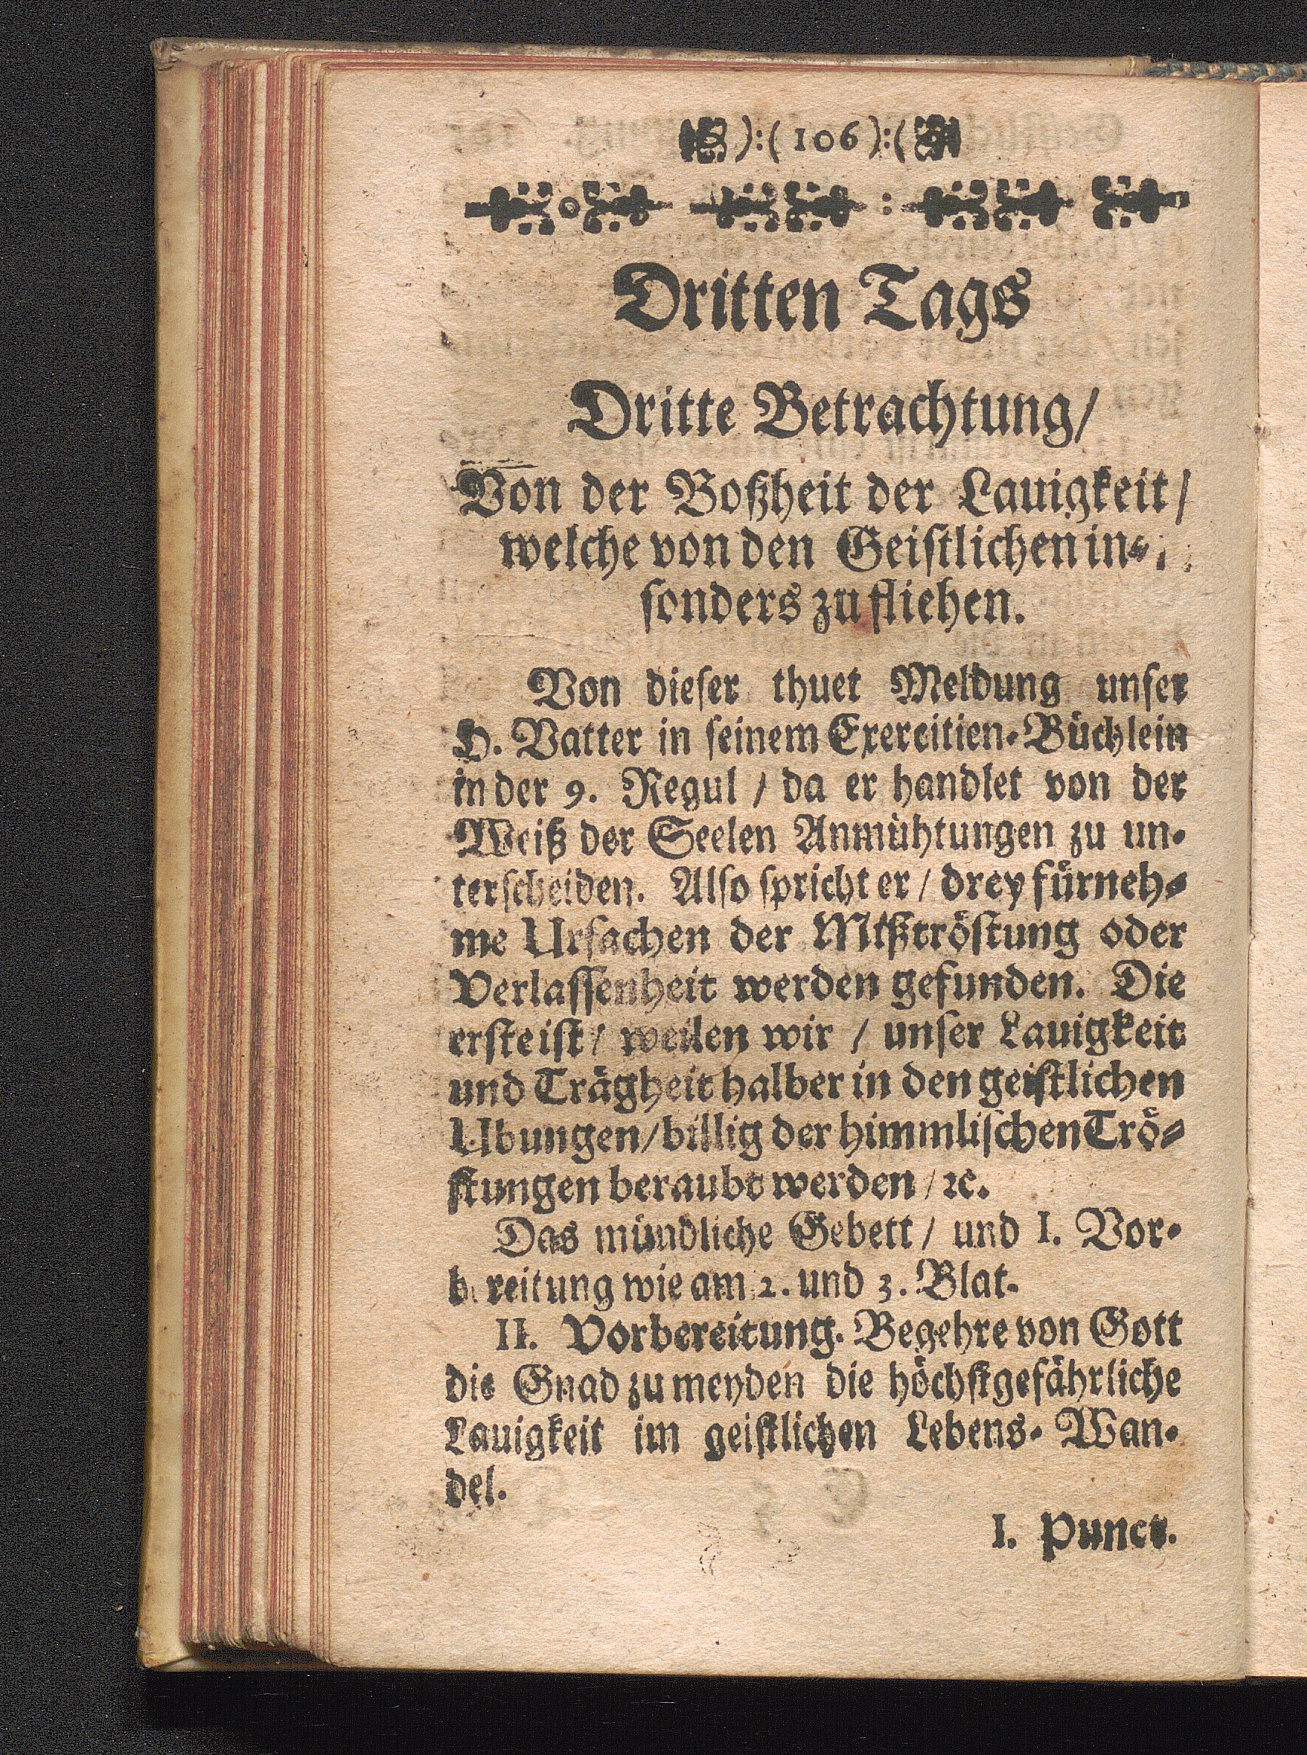 ):( 106 ):(
Dritten Tags
Dritte Betrachtung/
Von der Boßheit der Lauigkeit/
welche von den Geistlichen in-
sonders zu fliehen.
Von dieser thuet Meldung unser
H. Vatter in seinem Exercitien-Büchlein
in der 9. Regul / da er handlet von der
Weiß der Seelen Anmühtungen zu un-
terscheiden. Also spricht er / drey fürneh-
me Ursachen der Mißtröstung oder
Verlassenheit werden gefunden. Die
erste ist / weilen wir / unser Lauigkeit
und Trägheit halber in den geistlichen
Ubungen / billig der himmlischen Trö-
stungen beraubt werden / ꝛc.
Das mündliche Gebett / und I. Vor-
bereitung wie am 2. und 3. Blat.
II. Vorbereitung. Begehre von Gott
die Gnad zu meyden die höchstgefährliche
Lauigkeit im geistlichen Lebens-Wan-
del.
I. Punct.